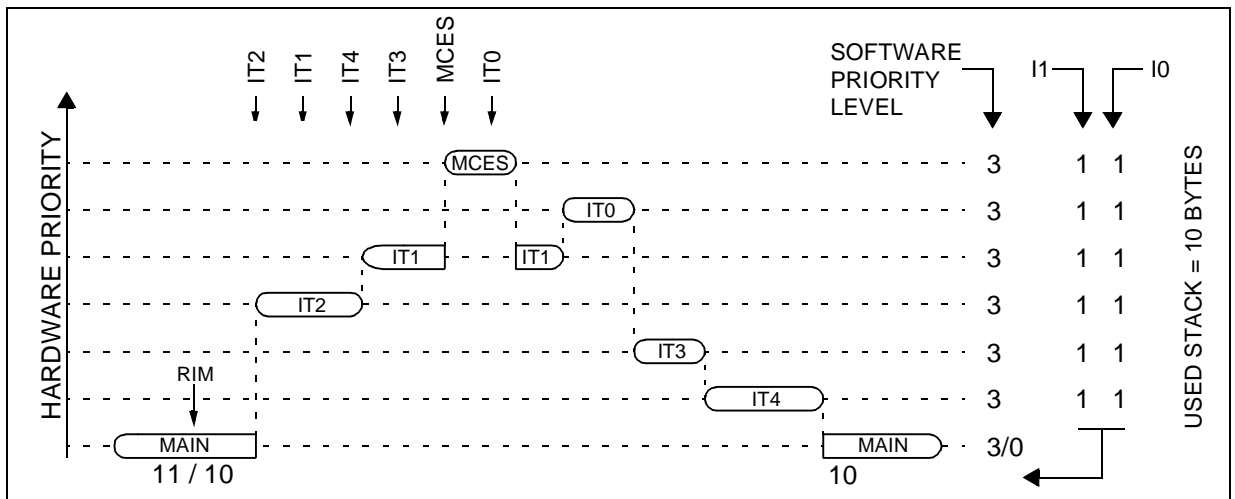 IT2
IT1
IT4
IT3
MCES
IT0
SOFTWARE
PRIORITY
LEVEL
I1
I0
HARDWARE PRIORITY
MCES
3
1 1
IT0
3
1 1
IT1
IT1
3
1 1
IT2
3
1 1
IT3
3
1 1
RIM
IT4
3
1 1
MAIN
MAIN
3/0
11 / 10
10
USED STACK = 10 BYTES